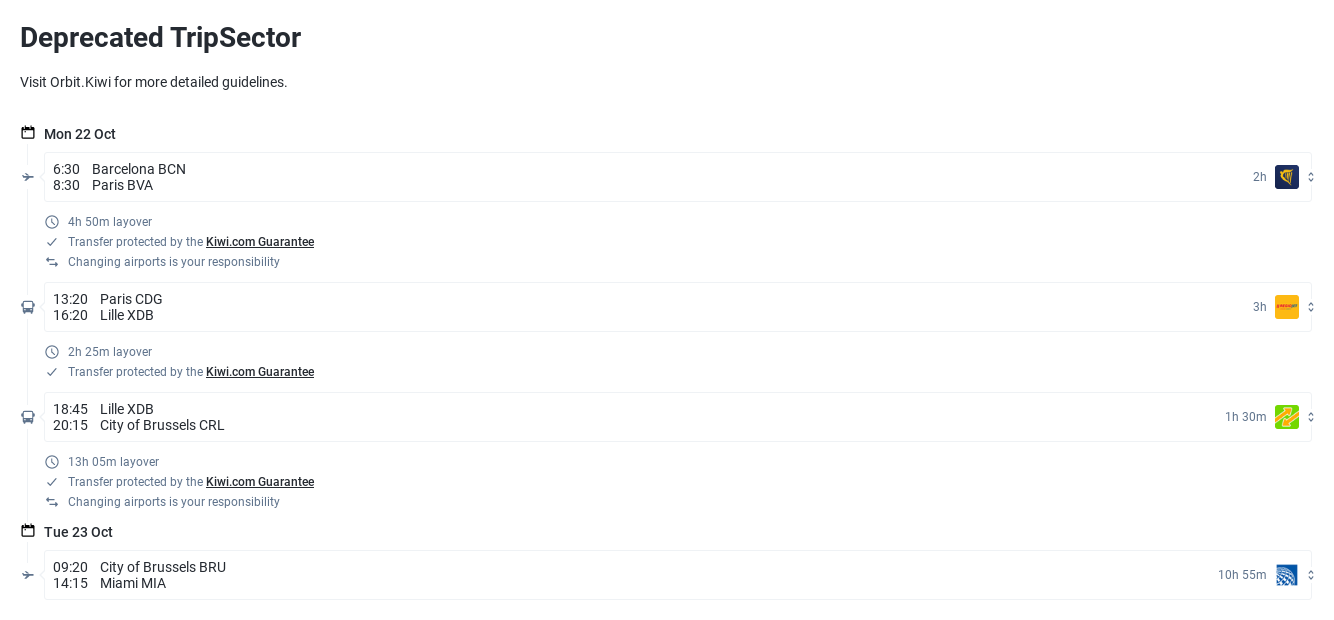 Deprecated TripSector
Visit Orbit.Kiwi for more detailed guidelines.
Mon 22 Oct
6:30 Barcelona BCN
8:30 Paris BVA
2h
4h 50m layover
Transfer protected by the Kiwi.com Guarantee
Changing airports is your responsibility
13:20 Paris CDG
16:20 Lille XDB
3h
2h 25m layover
Transfer protected by the Kiwi.com Guarantee
18:45 Lille XDB
20:15 City of Brussels CRL
1h 30m
13h 05m layover
Transfer protected by the Kiwi.com Guarantee
Changing airports is your responsibility
Tue 23 Oct
09:20 City of Brussels BRU
14:15 Miami MIA
10h 55m